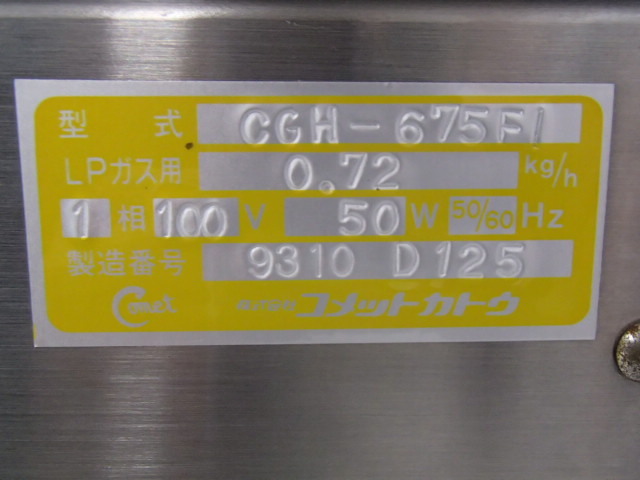 型式 CGH-675F1
LPガス用 0.72 kg/h
1相 100 V 50 W 50/60 Hz
製造番号 9310 D125
Comet 株式会社 コメットカトウ